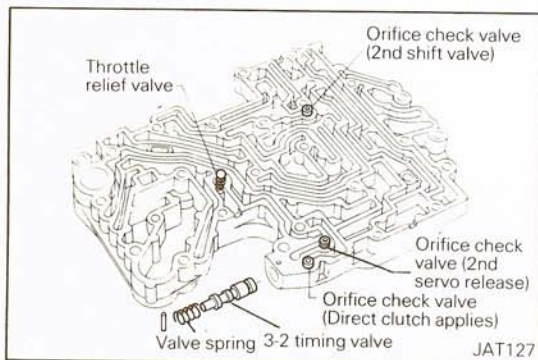 Orifice check valve
(2nd shift valve)
Throttle
relief valve
Orifice check
valve (2nd
servo release)
Orifice check valve
(Direct clutch applies)
Valve spring
3-2 timing valve
JAT127